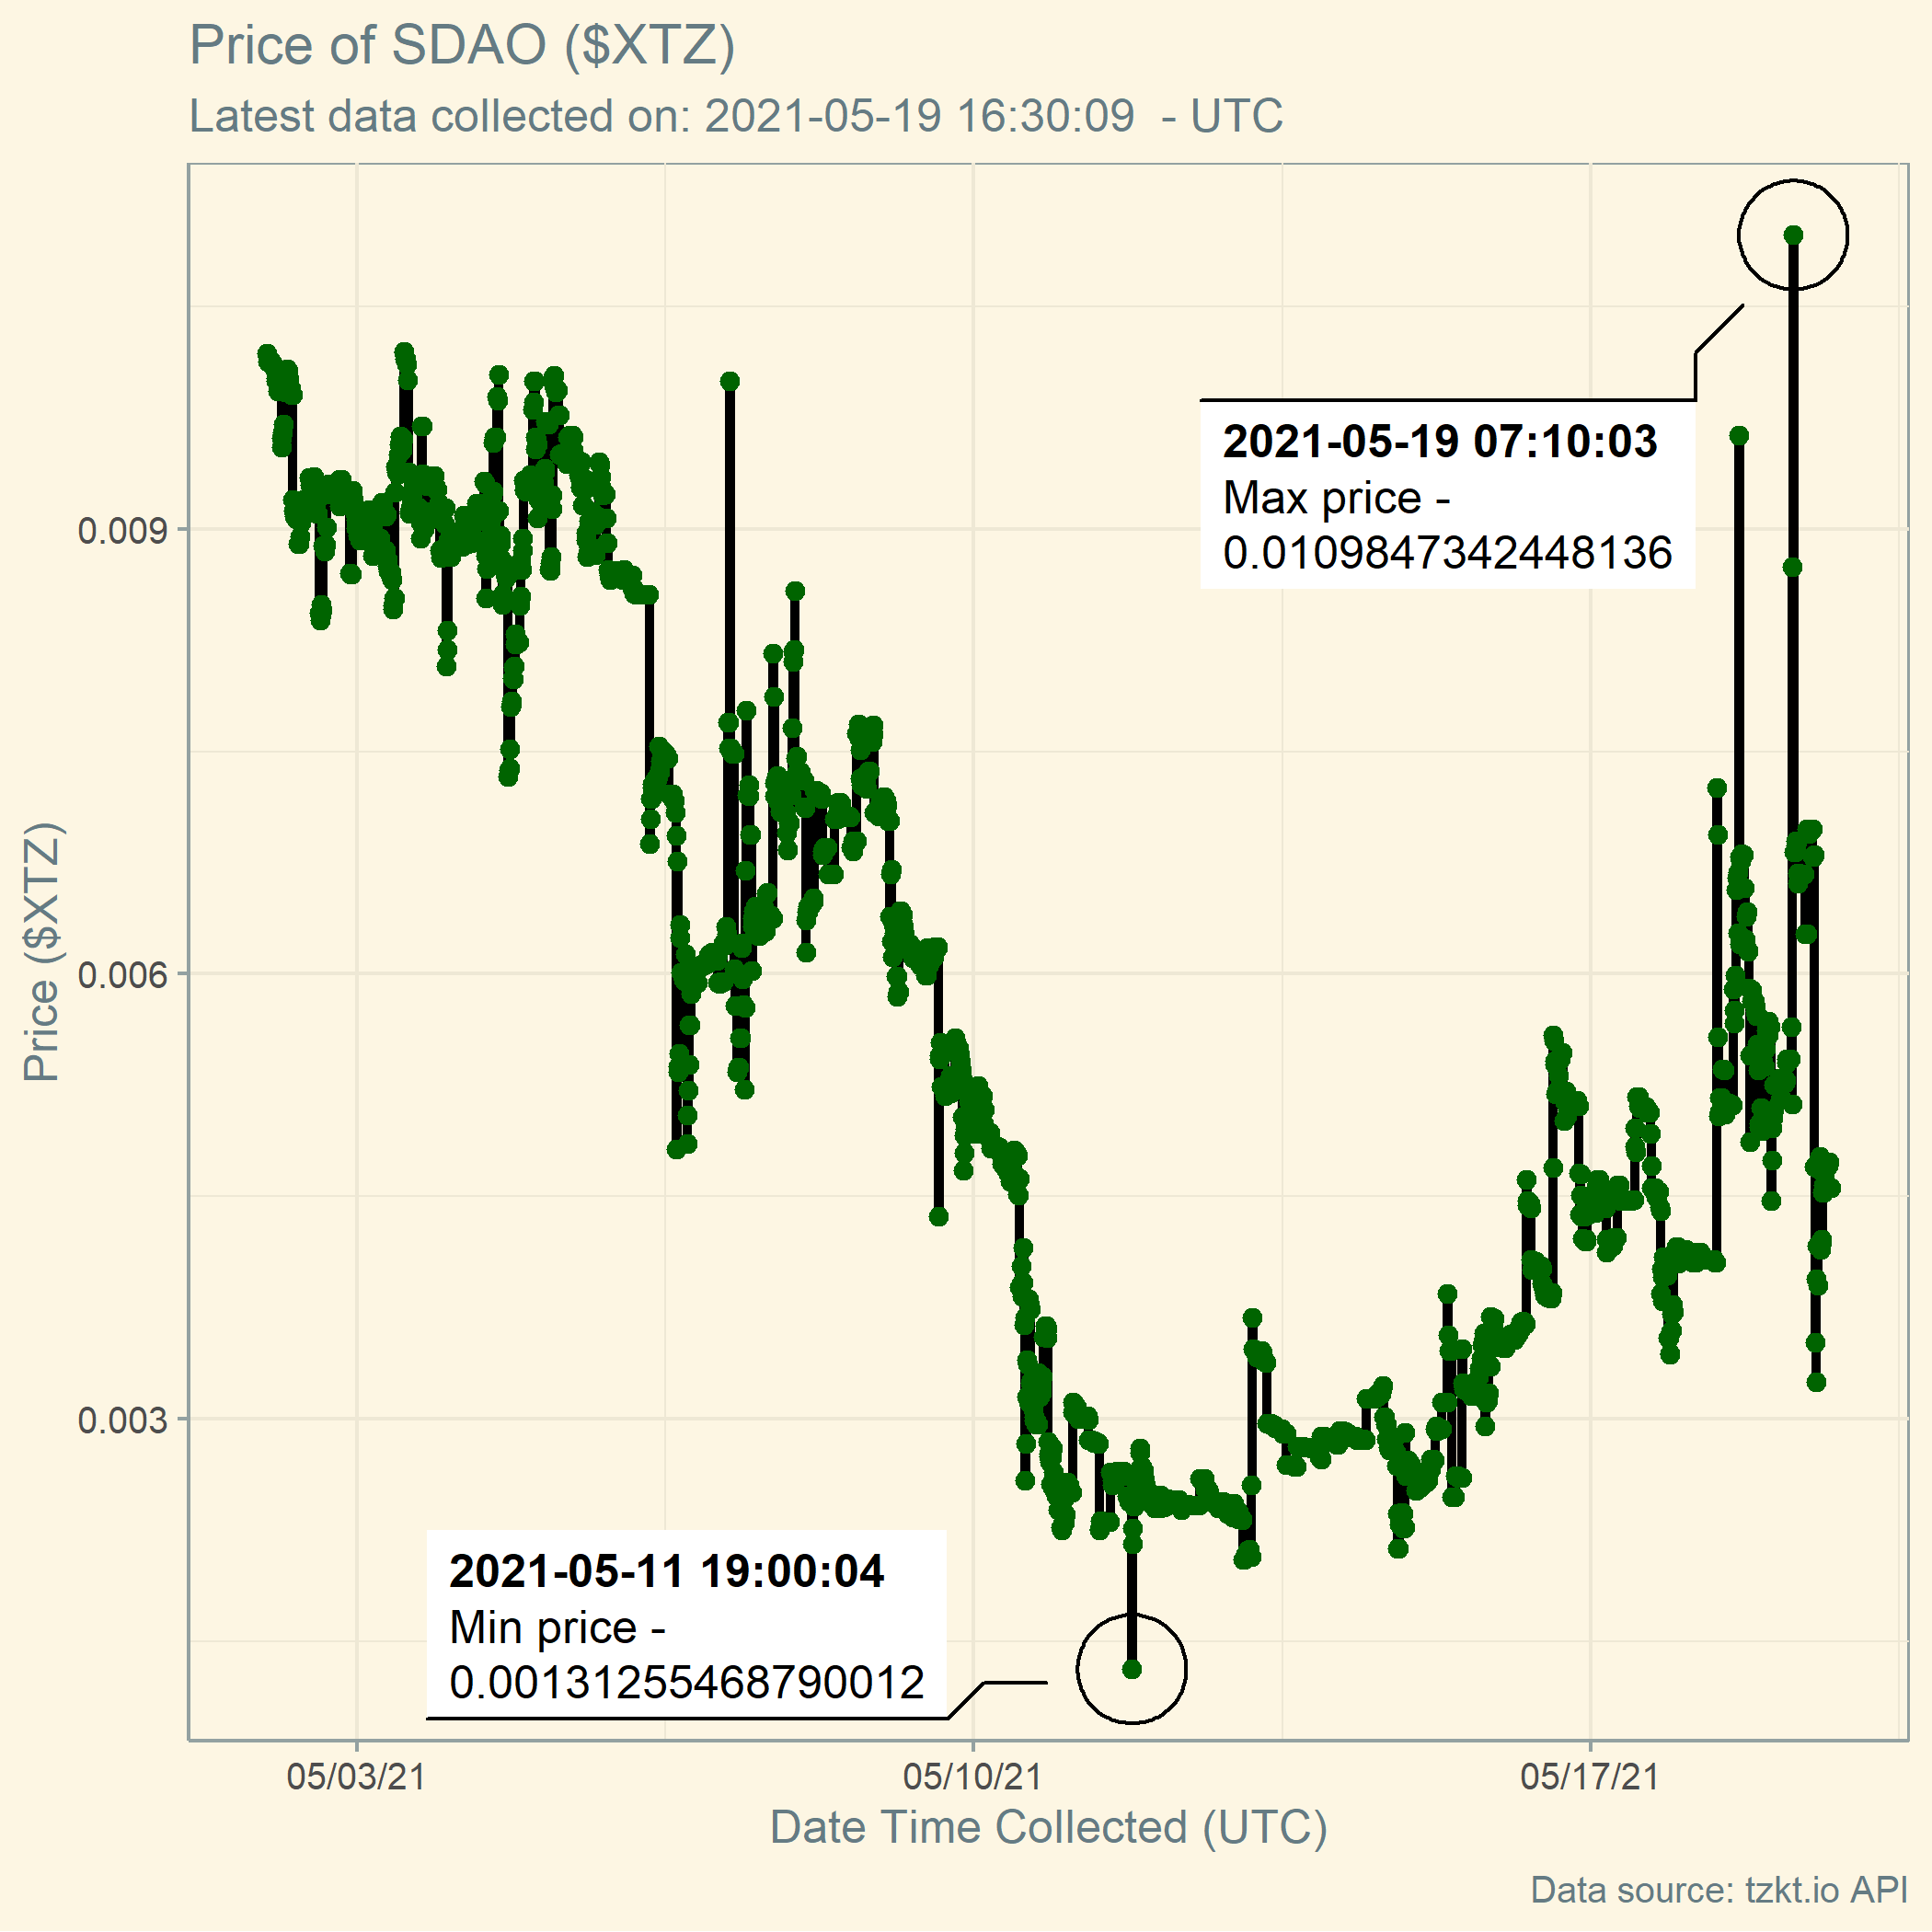 Price of SDAO ($XTZ)
Latest data collected on: 2021-05-19 16:30:09  - UTC
2021-05-19 07:10:03
Max price -
0.0109847342448136
0.009
0.006
0.003
Price ($XTZ)
2021-05-11 19:00:04
Min price -
0.00131255468790012
05/03/21
05/10/21
05/17/21
Date Time Collected (UTC)
Data source: tzkt.io API